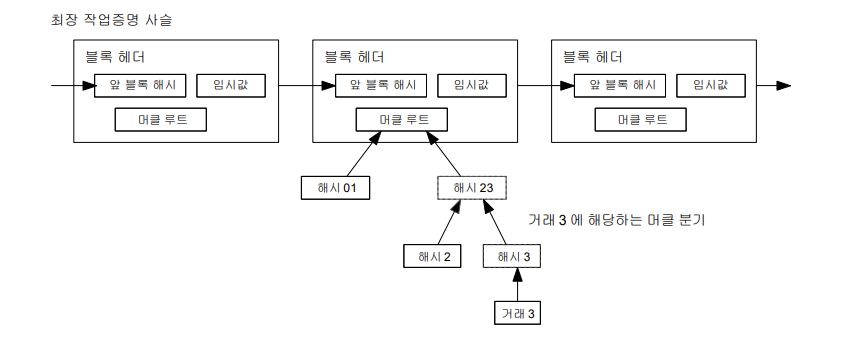 최장 작업증명 사슬
블록 헤더
블록 헤더
블록 헤더
앞 블록 해시
임시값
앞 블록 해시
임시값
앞 블록 해시
임시값
머클 루트
머클 루트
머클 루트
해시 01
해시 23
거래 3 에 해당하는 머클 분기
해시 2
해시 3
거래 3